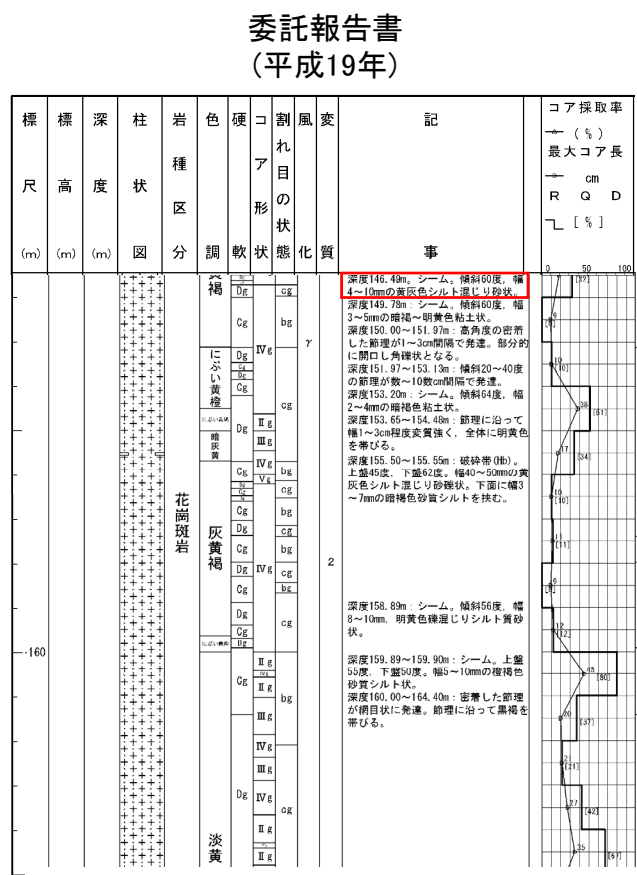 委託報告書
(平成19年)
標尺(m)
標高(m)
深度(m)
柱状図
岩種区分
色調
硬軟
コア形状
割れ目の状態
風化
変質
記事
コア採取率
(%)
最大コア長
cm
R Q D
[%]
0 50 100
深度146.49m。シーム。傾斜60度，幅
4～10mmの黄灰色シルト混じり砂状。
深度149.78m：シーム。傾斜60度，幅
3～5mmの暗褐～明黄色粘土状。
深度150.00～151.97m：高角度の密着
した節理が1～3cm間隔で発達。部分的
に開口し角礫状となる。
深度151.97～153.13m：傾斜20～40度
の節理が数～10数cm間隔で発達。
深度153.20m：シーム。傾斜64度，幅
2～4mmの暗褐色粘土状。
深度153.65～154.48m：節理に沿って
幅1～3cm程度変質強く，全体に明黄色
を帯びる。
深度155.50～155.55m：破砕帯(Hb)。
上盤45度，下盤62度。幅40～50mmの黄
灰色シルト混じり砂礫状。下面に幅3
～7mmの暗褐色砂質シルトを挟む。
深度158.89m：シーム。傾斜56度，幅
8～10mm，明黄色礫混じりシルト質砂
状。
深度159.89～159.90m：シーム。上盤
55度，下盤50度。幅5～10mmの橙褐色
砂質シルト状。
深度160.00～164.40m：密着した節理
が網目状に発達。節理に沿って黒褐を
帯びる。
-160
花崗斑岩
褐
にぶい黄橙
暗灰黄
灰黄褐
淡黄
Dg
Cg
Dg
Cg
Dg
Cg
Dg
Cg
Cg
Dg
Cg
Dg
Cg
Dg
Cg
Dg
Cg
Dg
Ⅳg
Ⅱg
Ⅲg
Ⅳg
Ⅴg
Ⅳg
Ⅱg
Ⅱg
Ⅲg
Ⅳg
Ⅲg
Ⅳg
Ⅱg
Ⅱg
cg
bg
cg
bg
cg
bg
cg
bg
cg
bg
cg
bg
cg
γ
2
[32]
9
10
[10]
38
[51]
17
[34]
10
[10]
11
[11]
9
12
[12]
45
[80]
20
[37]
21
[21]
27
[42]
35
[67]